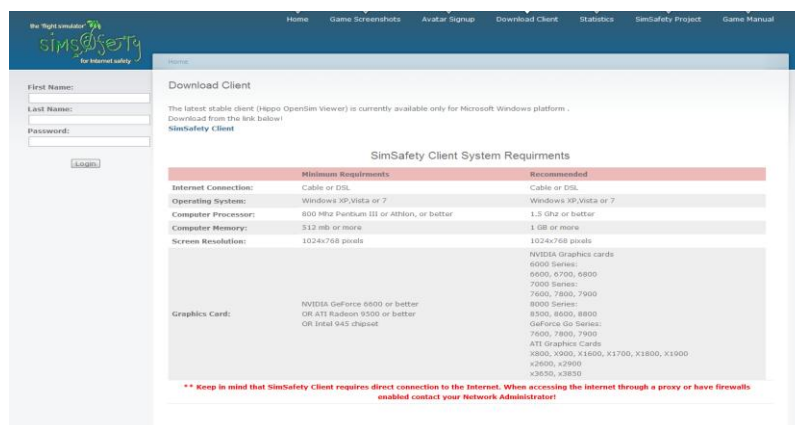 the 'flight simulator'
simS@feTy
for Internet safety
Home Game Screenshots Avatar Signup Download Client Statistics SimSafety Project Game Manual
Home
First Name:
Last Name:
Password:
Login
Download Client
The latest stable client (Hippo OpenSim Viewer) is currently available only for Microsoft Windows platform .
Download from the link below!
SimSafety Client
SimSafety Client System Requirments
Minimum Requirments Recommended
Internet Connection: Cable or DSL Cable or DSL
Operating System: Windows XP,Vista or 7 Windows XP,Vista or 7
Computer Processor: 800 Mhz Pentium III or Athlon, or better 1.5 Ghz or better
Computer Memory: 512 mb or more 1 GB or more
Screen Resolution: 1024x768 pixels 1024x768 pixels
Graphics Card:
NVIDIA GeForce 6600 or better
OR ATI Radeon 9500 or better
OR Intel 945 chipset
NVIDIA Graphics cards
6000 Series:
6600, 6700, 6800
7000 Series:
7600, 7800, 7900
8000 Series:
8500, 8600, 8800
GeForce Go Series:
7600, 7800, 7900
ATI Graphics Cards
X800, X900, X1600, X1700, X1800, X1900
x2600, x2900
x3650, x3850
** Keep in mind that SimSafety Client requires direct connection to the Internet. When accessing the internet through a proxy or have firewalls
enabled contact your Network Administrator!